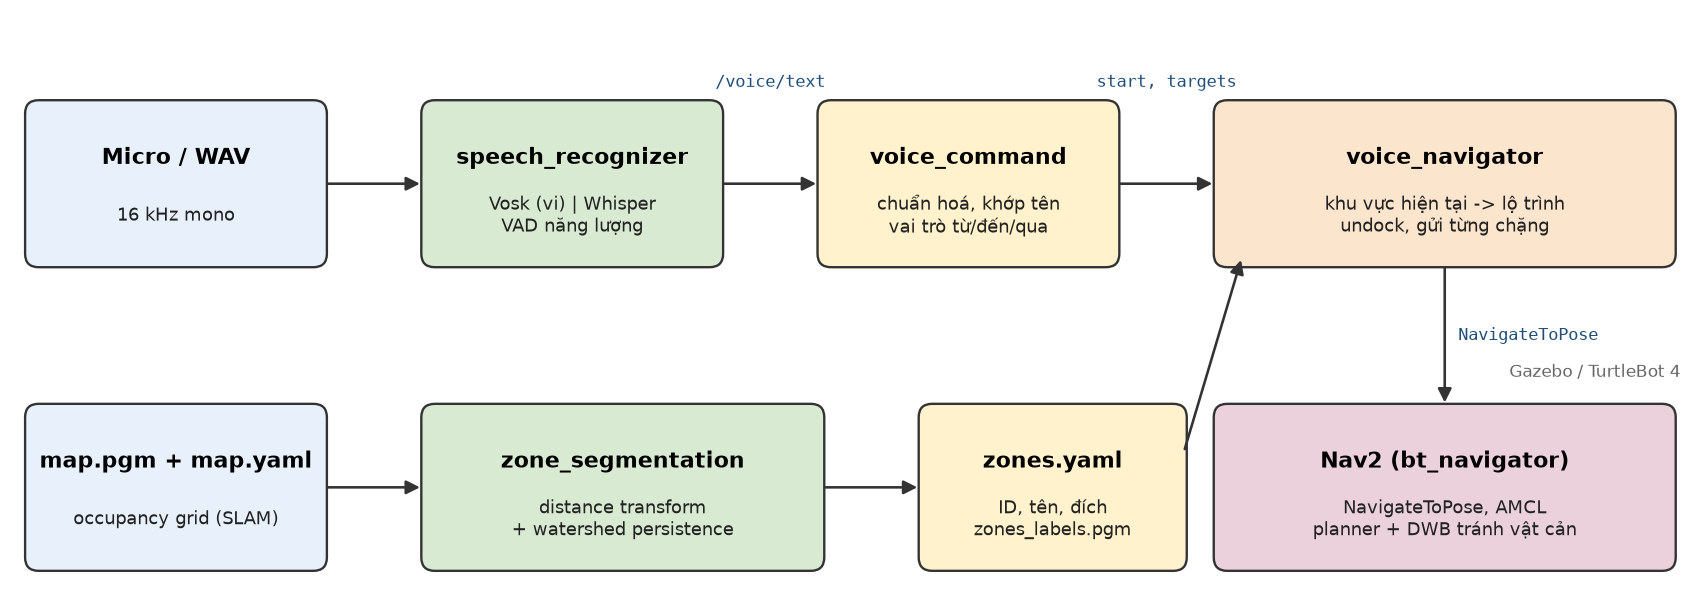 /voice/text
start, targets
Micro / WAV
16 kHz mono
speech_recognizer
Vosk (vi) | Whisper
VAD năng lượng
voice_command
chuẩn hoá, khớp tên
vai trò từ/đến/qua
voice_navigator
khu vực hiện tại -> lộ trình
undock, gửi từng chặng
NavigateToPose
Gazebo / TurtleBot 4
map.pgm + map.yaml
occupancy grid (SLAM)
zone_segmentation
distance transform
+ watershed persistence
zones.yaml
ID, tên, đích
zones_labels.pgm
Nav2 (bt_navigator)
NavigateToPose, AMCL
planner + DWB tránh vật cản